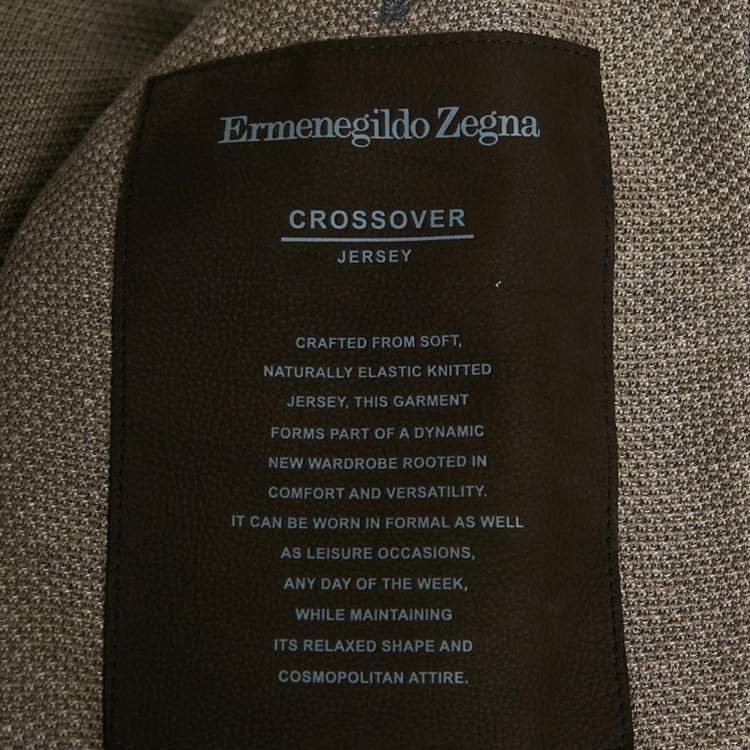 Ermenegildo Zegna
CROSSOVER
JERSEY
CRAFTED FROM SOFT,
NATURALLY ELASTIC KNITTED
JERSEY, THIS GARMENT
FORMS PART OF A DYNAMIC
NEW WARDROBE ROOTED IN
COMFORT AND VERSATILITY.
IT CAN BE WORN IN FORMAL AS WELL
AS LEISURE OCCASIONS,
ANY DAY OF THE WEEK,
WHILE MAINTAINING
ITS RELAXED SHAPE AND
COSMOPOLITAN ATTIRE.